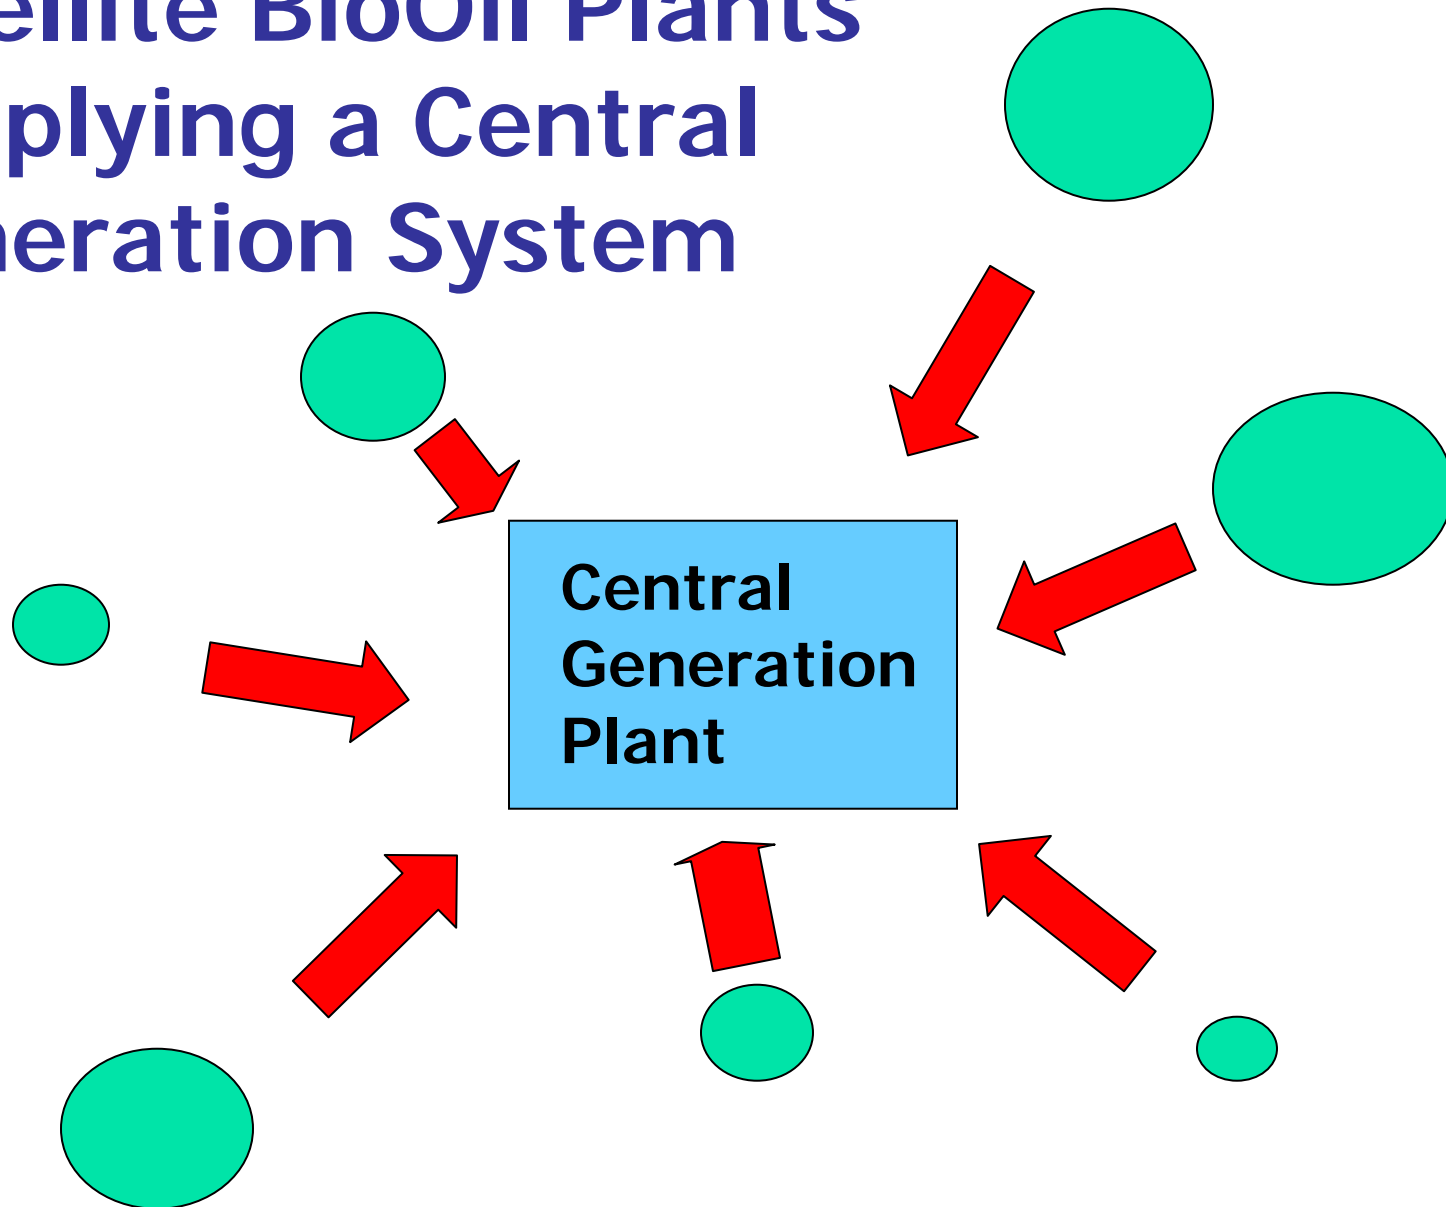 ellite BioOil Plants
plying a Central
neration System
Central
Generation
Plant